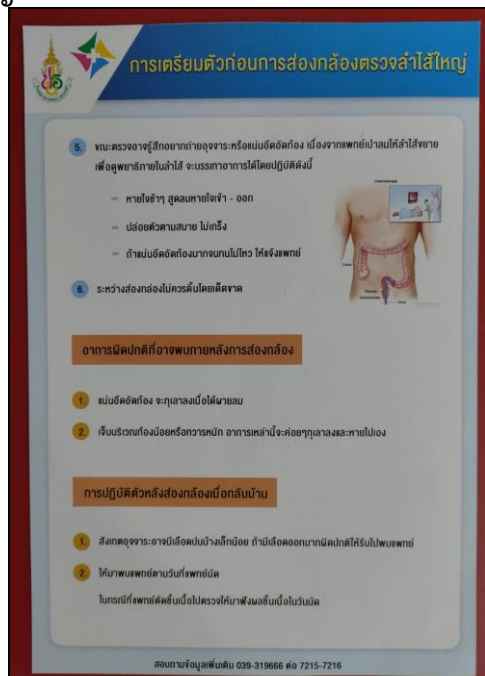 การเตรียมตัวก่อนการส่องกล้องตรวจลำไส้ใหญ่
5. ขณะตรวจอาจรู้สึกอยากถ่ายอุจจาระหรือแน่นอึดอัดท้อง เนื่องจากแพทย์เป่าลมให้ลำไส้ขยาย
เพื่อดูพยาธิภายในลำไส้ จะบรรเทาอาการได้โดยปฏิบัติดังนี้
- หายใจช้าๆ สูดลมหายใจเข้า - ออก
- ปล่อยตัวตามสบาย ไม่เกร็ง
- ถ้าแน่นอึดอัดท้องมากจนทนไม่ไหว ให้แจ้งแพทย์
6. ระหว่างส่องกล้องไม่ควรดิ้นโดยเด็ดขาด
อาการผิดปกติที่อาจพบภายหลังการส่องกล้อง
1. แน่นอึดอัดท้อง จะทุเลาลงเมื่อได้ผายลม
2. เจ็บบริเวณท้องน้อยหรือทวารหนัก อาการเหล่านี้จะค่อยๆทุเลาลงและหายไปเอง
การปฏิบัติตัวหลังส่องกล้องเมื่อกลับบ้าน
1. สังเกตอุจจาระอาจมีเลือดปนบ้างเล็กน้อย ถ้ามีเลือดออกมากผิดปกติให้รีบไปพบแพทย์
2. ให้มาพบแพทย์ตามวันที่แพทย์นัด
ในกรณีที่แพทย์ตัดชิ้นเนื้อไปตรวจให้มาฟังผลชิ้นเนื้อในวันนัด
สอบถามข้อมูลเพิ่มเติม 039-319666 ต่อ 7215-7216